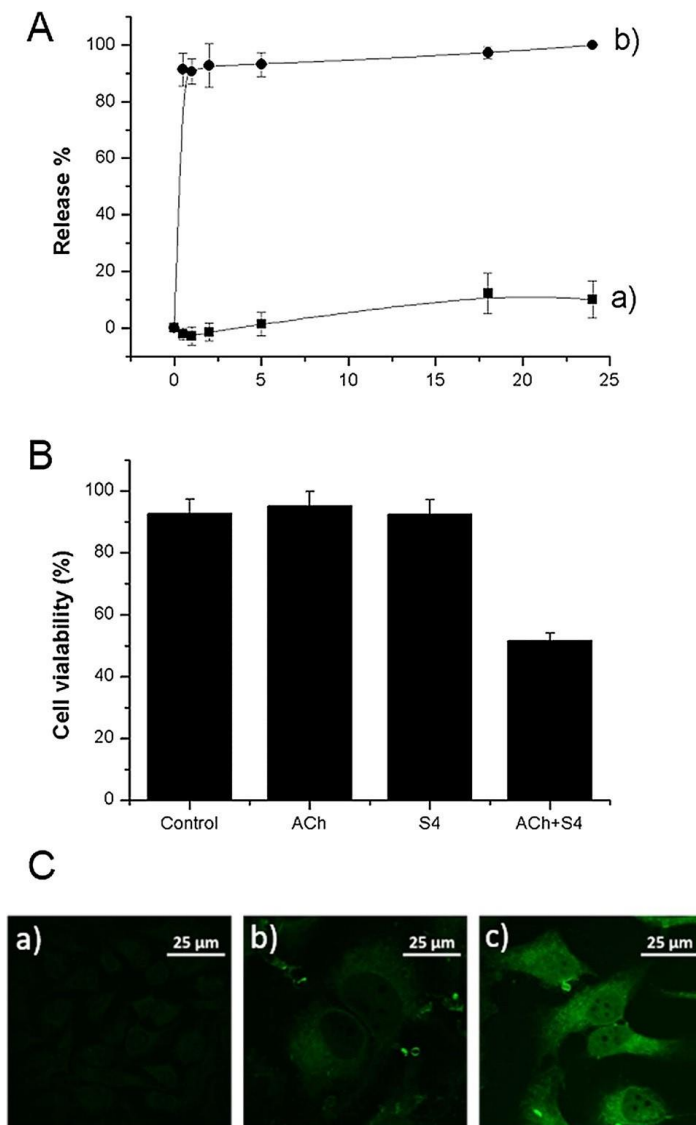 A
Release %
100
80
60
40
20
0
b)
a)
0 5 10 15 20 25
B
Cell vialability (%)
100
80
60
40
20
0
Control ACh S4 ACh+S4
C
a) 25 µm
b) 25 µm
c) 25 µm